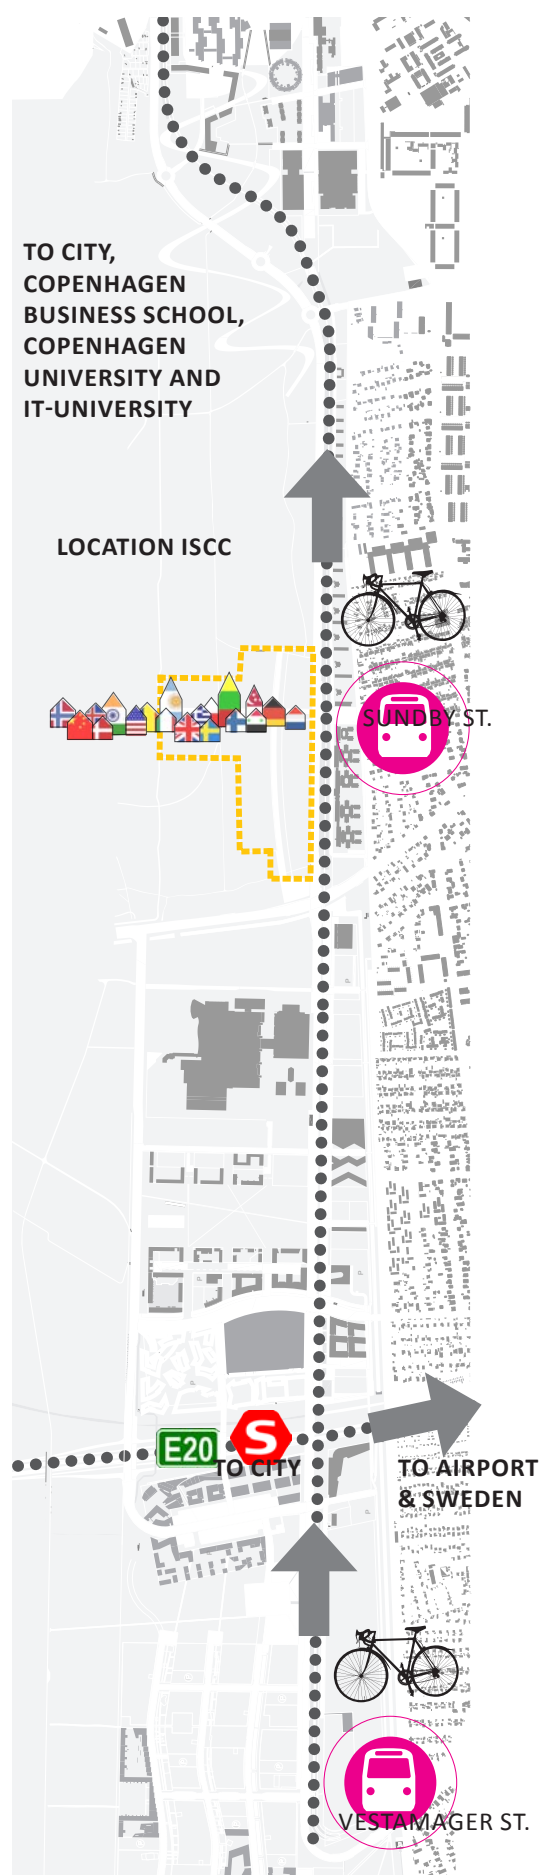 TO CITY,
COPENHAGEN
BUSINESS SCHOOL,
COPENHAGEN
UNIVERSITY AND
IT-UNIVERSITY
LOCATION ISCC
SUNDBY ST.
E20
S
TO CITY
TO AIRPORT
& SWEDEN
VESTAMAGER ST.